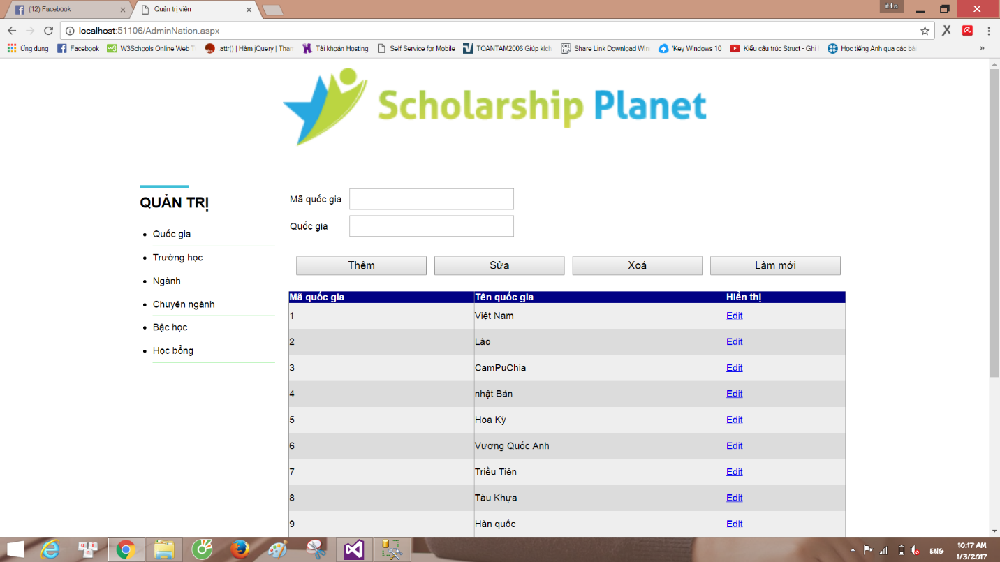 (12) Facebook
Quản trị viên
it f.a
localhost:51106/AdminNation.aspx
Ứng dụng Facebook W3Schools Online Web T .attr() | Hàm jQuery | Than Tài khoản Hosting Self Service for Mobile TOANTAM2006 Giúp kích Share Link Download Win 'Key Windows 10 Kiểu cấu trúc Struct - Ghi Học tiếng Anh qua các bài »
Scholarship Planet
QUẢN TRỊ
Quốc gia
Trường học
Ngành
Chuyên ngành
Bậc học
Học bổng
Mã quốc gia
Quốc gia
Thêm Sửa Xoá Làm mới
Mã quốc gia Tên quốc gia Hiển thị
1 Việt Nam Edit
2 Lào Edit
3 CamPuChia Edit
4 nhật Bản Edit
5 Hoa Kỳ Edit
6 Vương Quốc Anh Edit
7 Triều Tiên Edit
8 Tàu Khựa Edit
9 Hàn quốc Edit
ENG
10:17 AM
1/3/2017